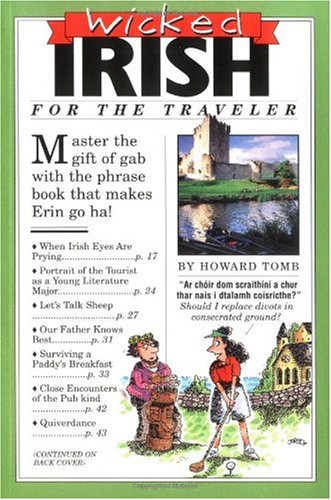 Wicked
IRISH
FOR THE TRAVELER
Master the
gift of gab
with the phrase
book that makes
Erin go ha!
♦ When Irish Eyes Are
Prying..................p. 17
♦ Portrait of the Tourist
as a Young Literature
Major....................p. 24
♦ Let's Talk Sheep
..............................p. 27
♦ Our Father Knows
Best.......................p. 31
♦ Surviving a
Paddy's Breakfast
..............................p. 33
♦ Close Encounters
of the Pub kind
..............................p. 42
♦ Quiverdance
..............................p. 43
(CONTINUED ON
BACK COVER)
BY HOWARD TOMB
"Ar chóir dom scraithíní a chur
thar nais i dtalamh coisricthe?"
Should I replace divots in
consecrated ground?